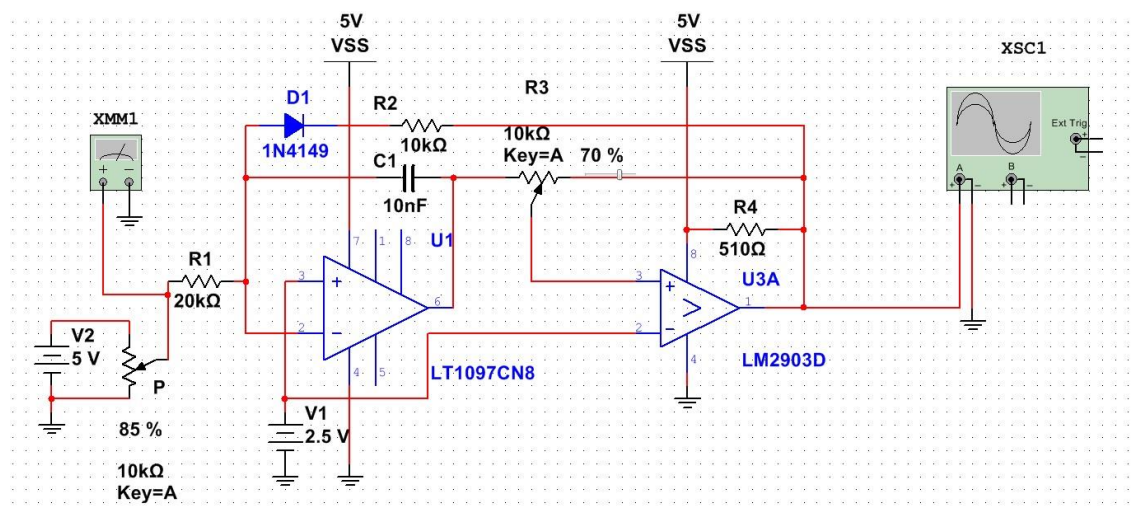 5V
VSS
5V
VSS
XSC1
D1
R2
R3
XMM1
10kΩ
Ext Trig
+
1N4149
10kΩ
Key=A
70 %
−
C1
A
B
+ −
+ −
+ −
10nF
R4
7
1
8
U1
510Ω
R1
8
3
+
3
+
U3A
20kΩ
6
1
2
−
2
−
V2
5 V
4
5
LT1097CN8
4
LM2903D
P
V1
2.5 V
85 %
10kΩ
Key=A